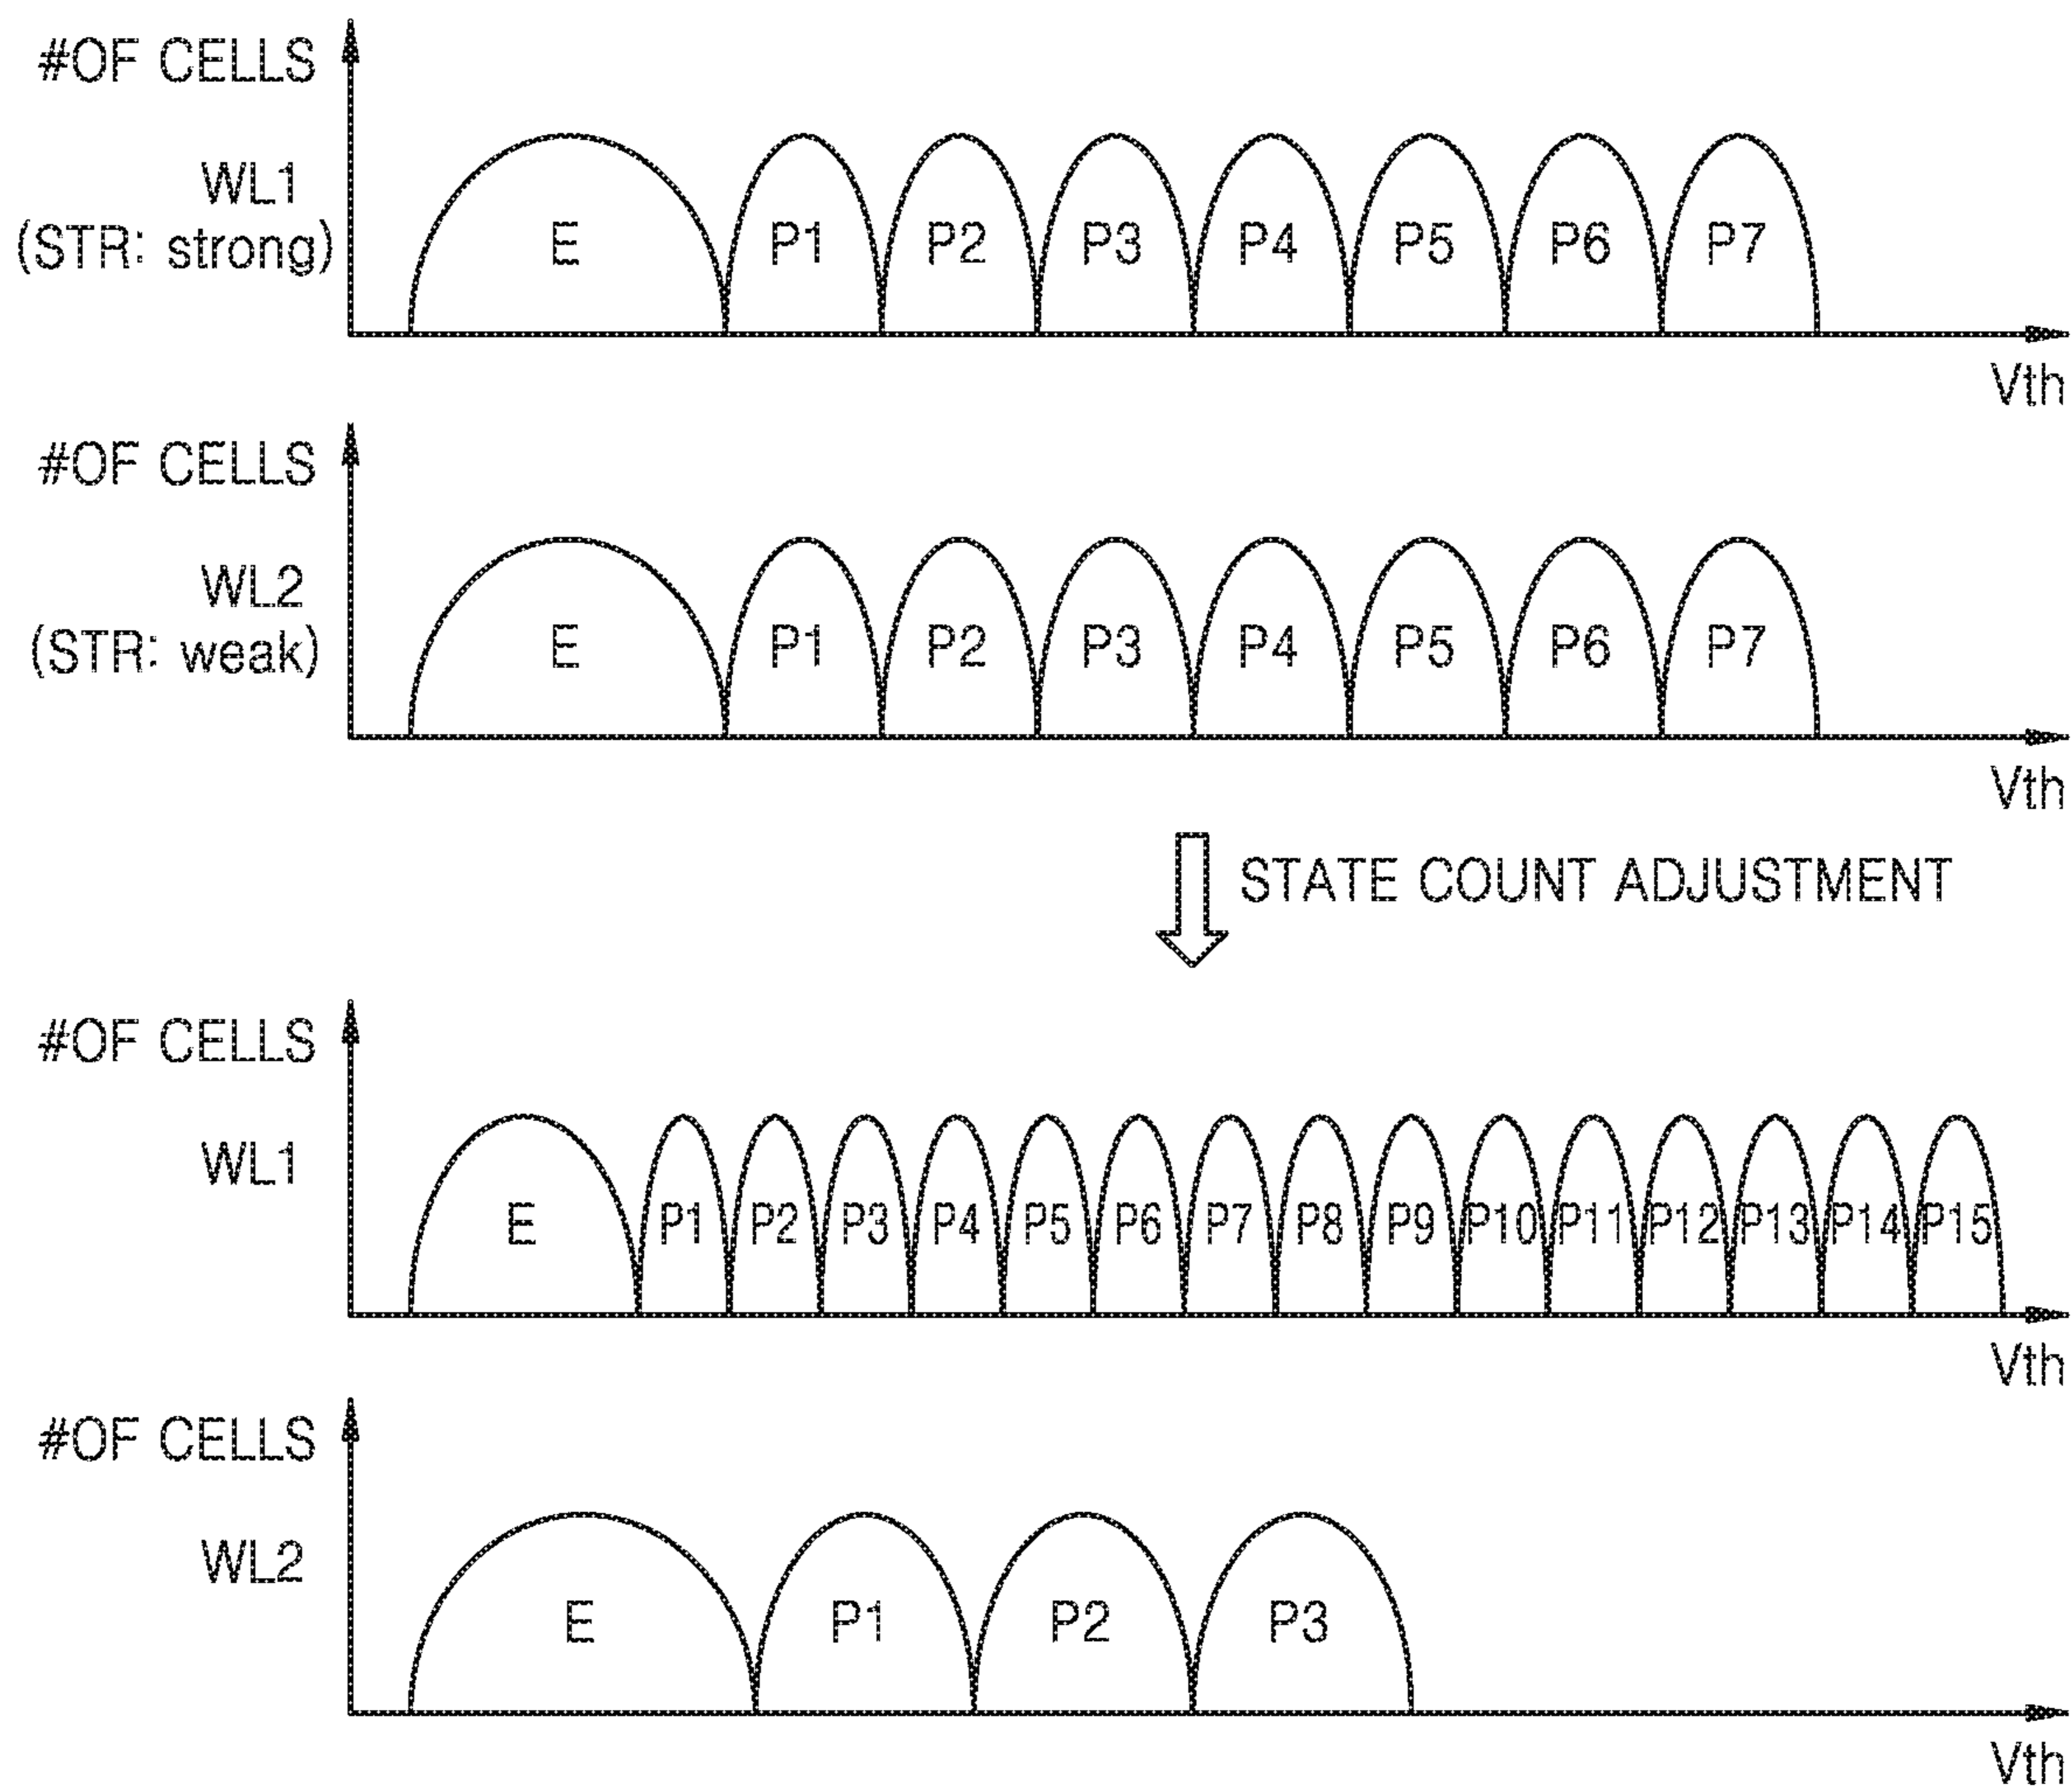 #OF CELLS
WL1
(STR: strong)
E P1 P2 P3 P4 P5 P6 P7
Vth
#OF CELLS
WL2
(STR: weak)
E P1 P2 P3 P4 P5 P6 P7
Vth
STATE COUNT ADJUSTMENT
#OF CELLS
WL1
E P1 P2 P3 P4 P5 P6 P7 P8 P9 P10 P11 P12 P13 P14 P15
Vth
#OF CELLS
WL2
E P1 P2 P3
Vth